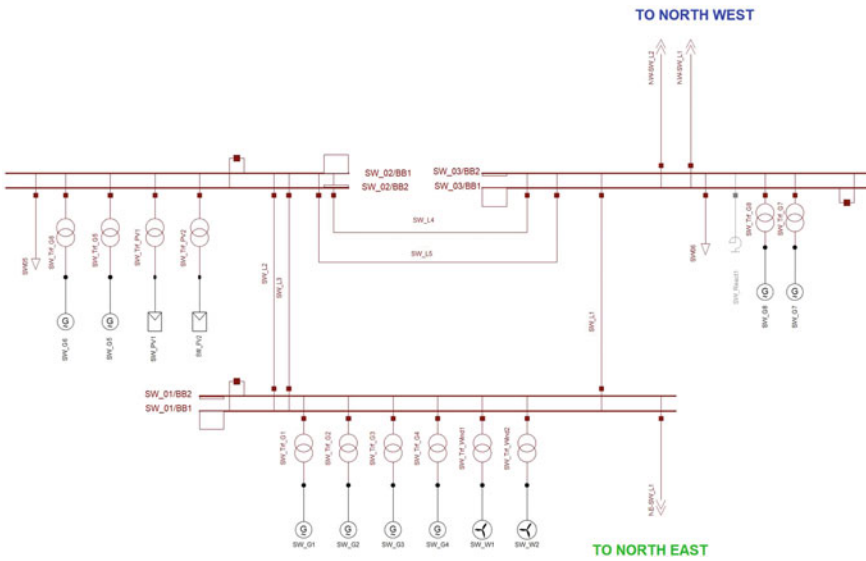 TO NORTH WEST
NW-SW_L2
NW-SW_L1
SW_02/BB1
SW_02/BB2
SW_03/BB2
SW_03/BB1
SW_L4
SW_L5
SW_L2
SW_L3
SW_L1
SW_Trf_G6
SW_Trf_G5
SW_Trf_PV1
SW_Trf_PV2
SW_Trf_G8
SW_Trf_G7
G
G
G
G
SW_G6
SW_G5
SW_PV1
SW_PV2
SW_G8
SW_G7
SW_01/BB2
SW_01/BB1
SW_Trf_G1
SW_Trf_G2
SW_Trf_G3
SW_Trf_G4
SW_Trf_Wind1
SW_Trf_Wind2
NE-SW_L1
G
G
G
G
SW_G1
SW_G2
SW_G3
SW_G4
SW_W1
SW_W2
TO NORTH EAST